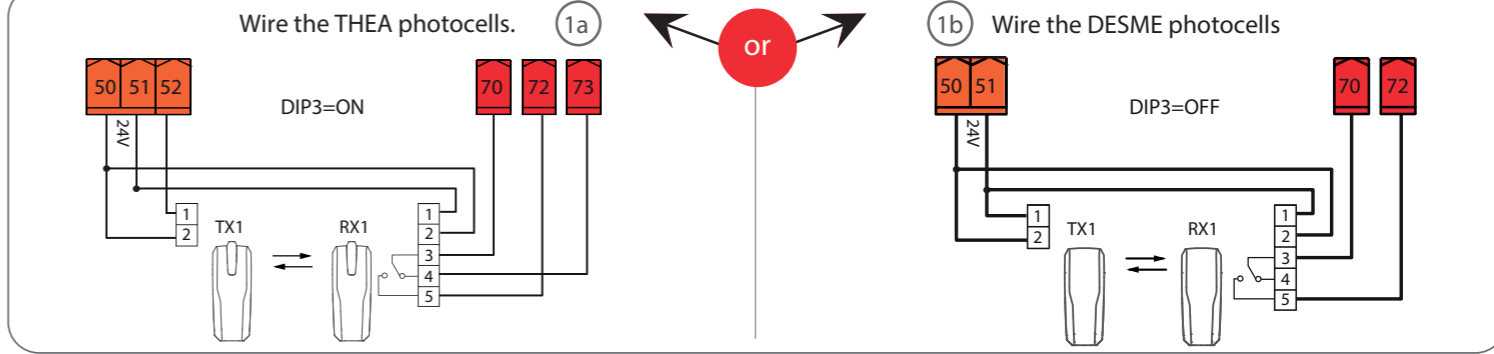 Wire the THEA photocells.
1a
or
1b
Wire the DESME photocells
50 51 52
DIP3=ON
70 72 73
24V
1
2
TX1
RX1
1
2
3
4
5
50 51
DIP3=OFF
70 72
24V
1
2
TX1
RX1
1
2
3
4
5